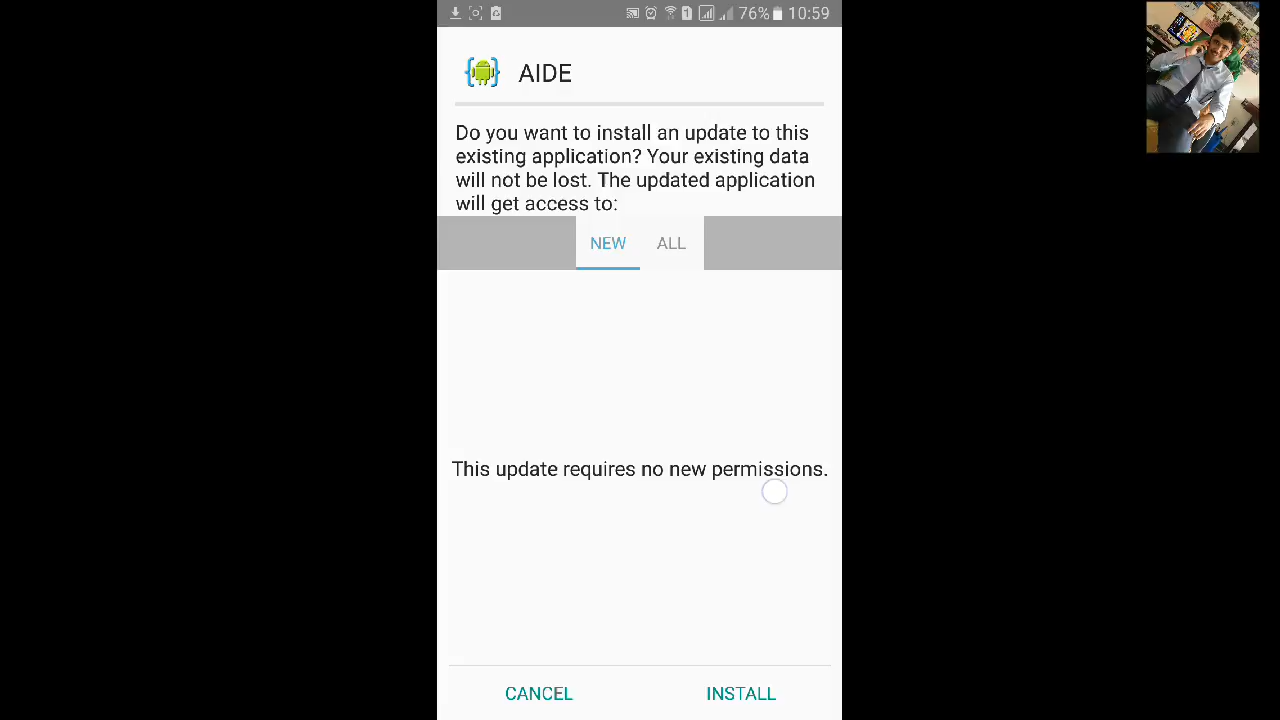 1 76% 10:59
AIDE
Do you want to install an update to this
existing application? Your existing data
will not be lost. The updated application
will get access to:
NEW ALL
This update requires no new permissions.
CANCEL INSTALL